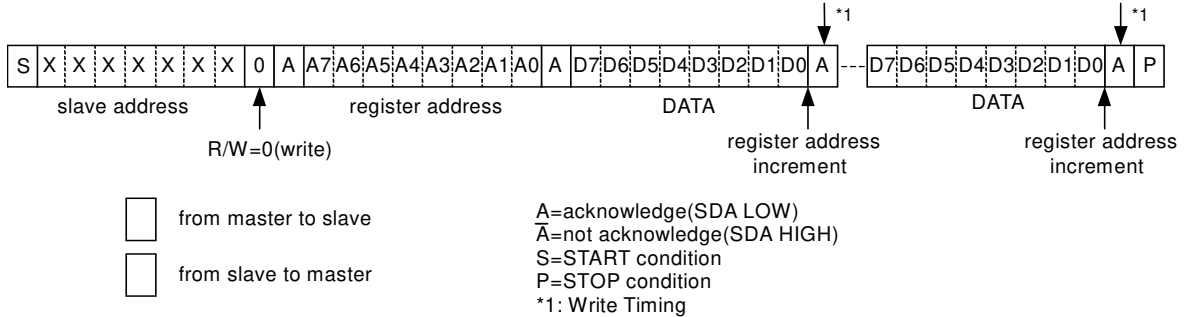 *1 *1
S X X X X X X X 0 A A7 A6 A5 A4 A3 A2 A1 A0 A D7 D6 D5 D4 D3 D2 D1 D0 A D7 D6 D5 D4 D3 D2 D1 D0 A P
slave address register address DATA DATA
R/W=0(write)
register address
increment
register address
increment
from master to slave
from slave to master
A=acknowledge(SDA LOW)
A̅=not acknowledge(SDA HIGH)
S=START condition
P=STOP condition
*1: Write Timing